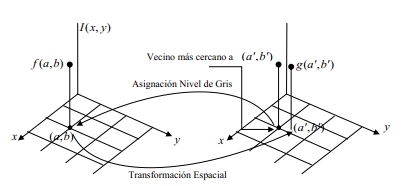 I(x,y)
f(a,b)
Vecino más cercano a (a',b')
g(a',b')
Asignación Nivel de Gris
x
(a,b)
y
x
(a',b')
y
Transformación Espacial